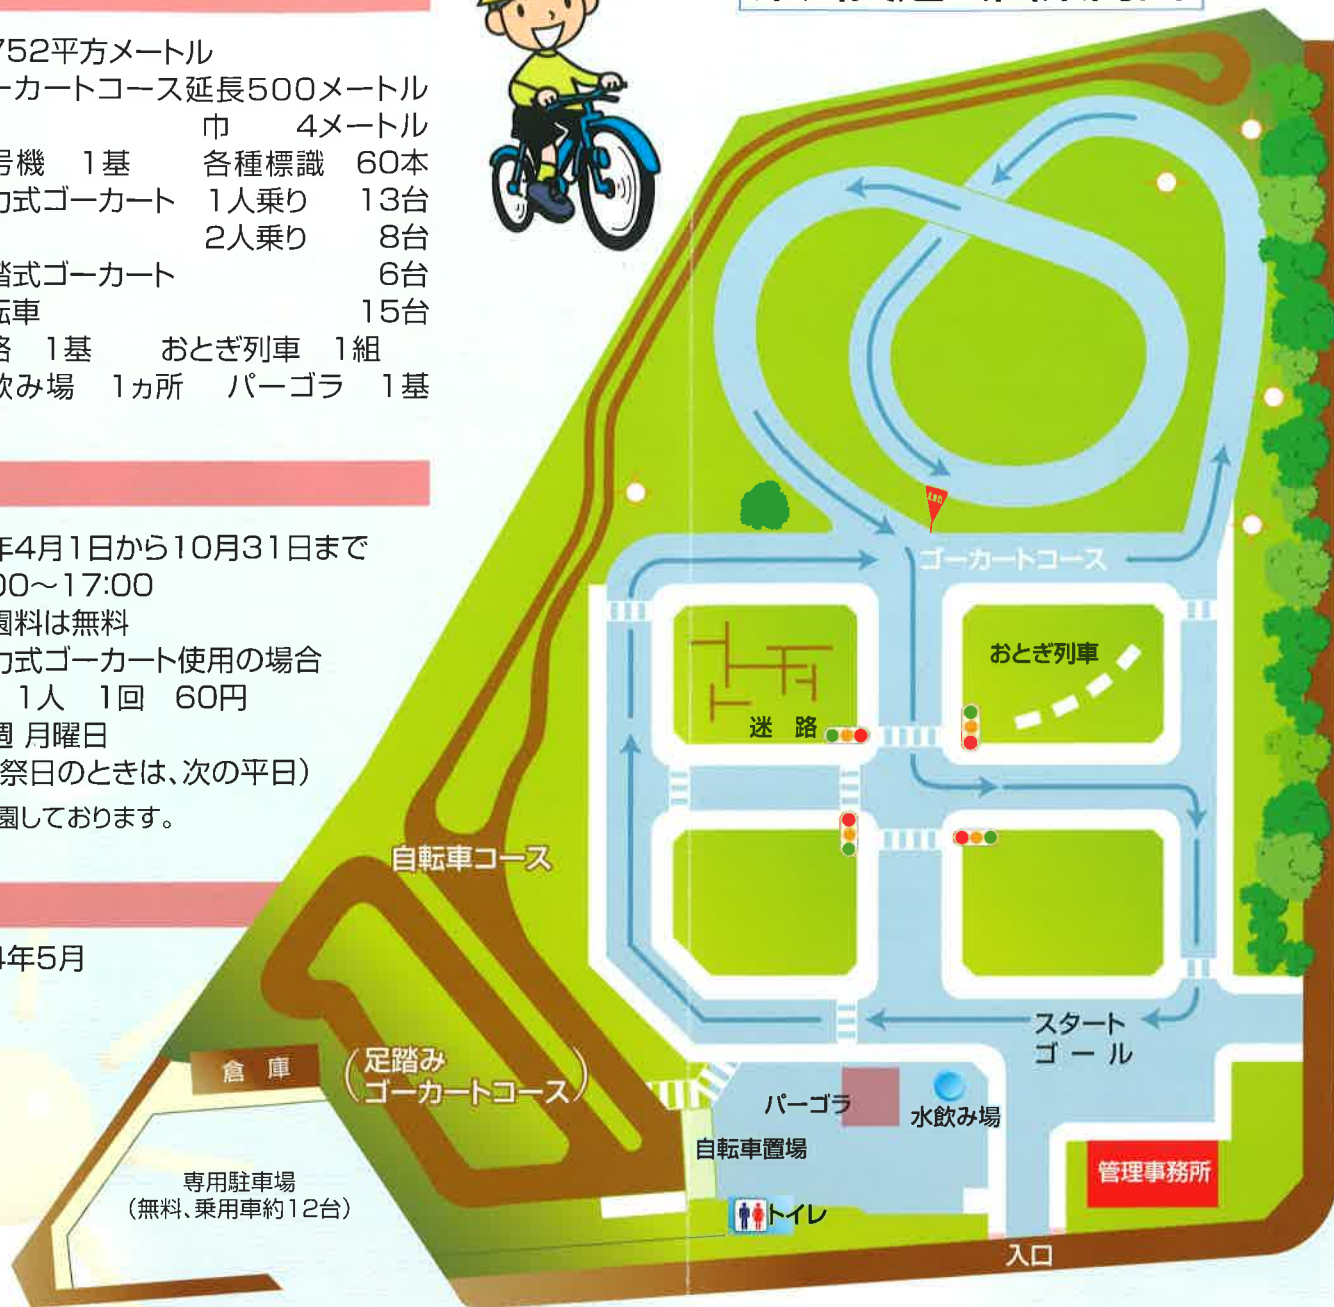 752平方メートル
ーカートコース延長500メートル
巾 4メートル
号機 1基 各種標識 60本
力式ゴーカート 1人乗り 13台
2人乗り 8台
踏式ゴーカート 6台
転車 15台
路 1基 おとぎ列車 1組
飲み場 1ヵ所 パーゴラ 1基
年4月1日から10月31日まで
00〜17:00
園料は無料
力式ゴーカート使用の場合
1人 1回 60円
週 月曜日
祭日のときは、次の平日）
園しております。
4年5月
ゴーカートコース
おとぎ列車
迷 路
自転車コース
スタート
ゴール
倉 庫
（足踏み
ゴーカートコース）
パーゴラ
水飲み場
自転車置場
管理事務所
専用駐車場
（無料、乗用車約12台）
トイレ
入口